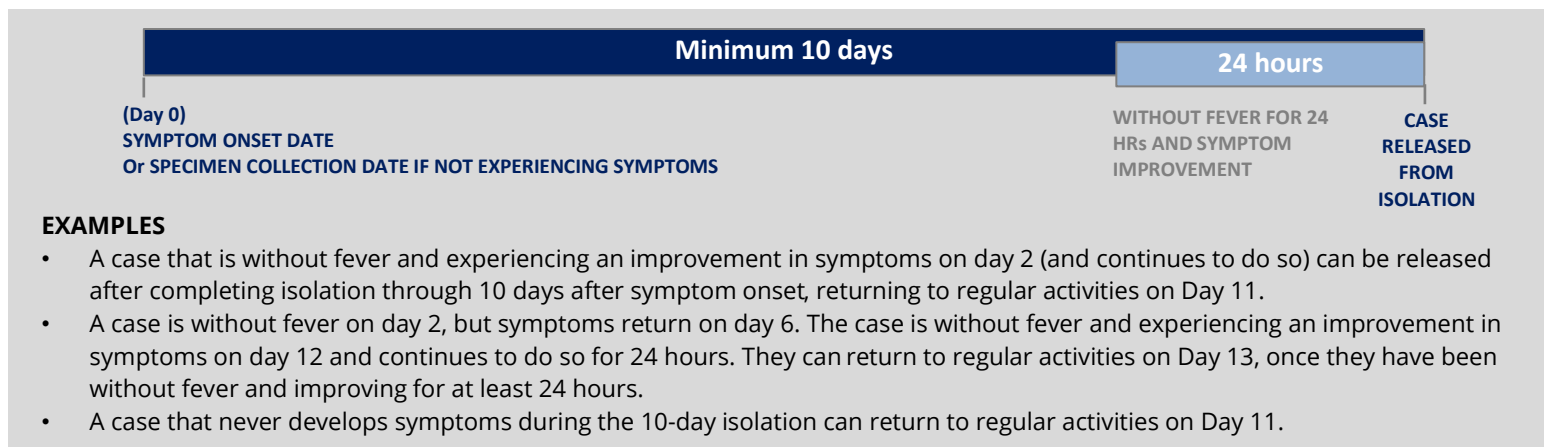 Minimum 10 days
24 hours
(Day 0)
SYMPTOM ONSET DATE
Or SPECIMEN COLLECTION DATE IF NOT EXPERIENCING SYMPTOMS
WITHOUT FEVER FOR 24
HRs AND SYMPTOM
IMPROVEMENT
CASE
RELEASED
FROM
ISOLATION
EXAMPLES
• A case that is without fever and experiencing an improvement in symptoms on day 2 (and continues to do so) can be released
after completing isolation through 10 days after symptom onset, returning to regular activities on Day 11.
• A case is without fever on day 2, but symptoms return on day 6. The case is without fever and experiencing an improvement in
symptoms on day 12 and continues to do so for 24 hours. They can return to regular activities on Day 13, once they have been
without fever and improving for at least 24 hours.
• A case that never develops symptoms during the 10-day isolation can return to regular activities on Day 11.